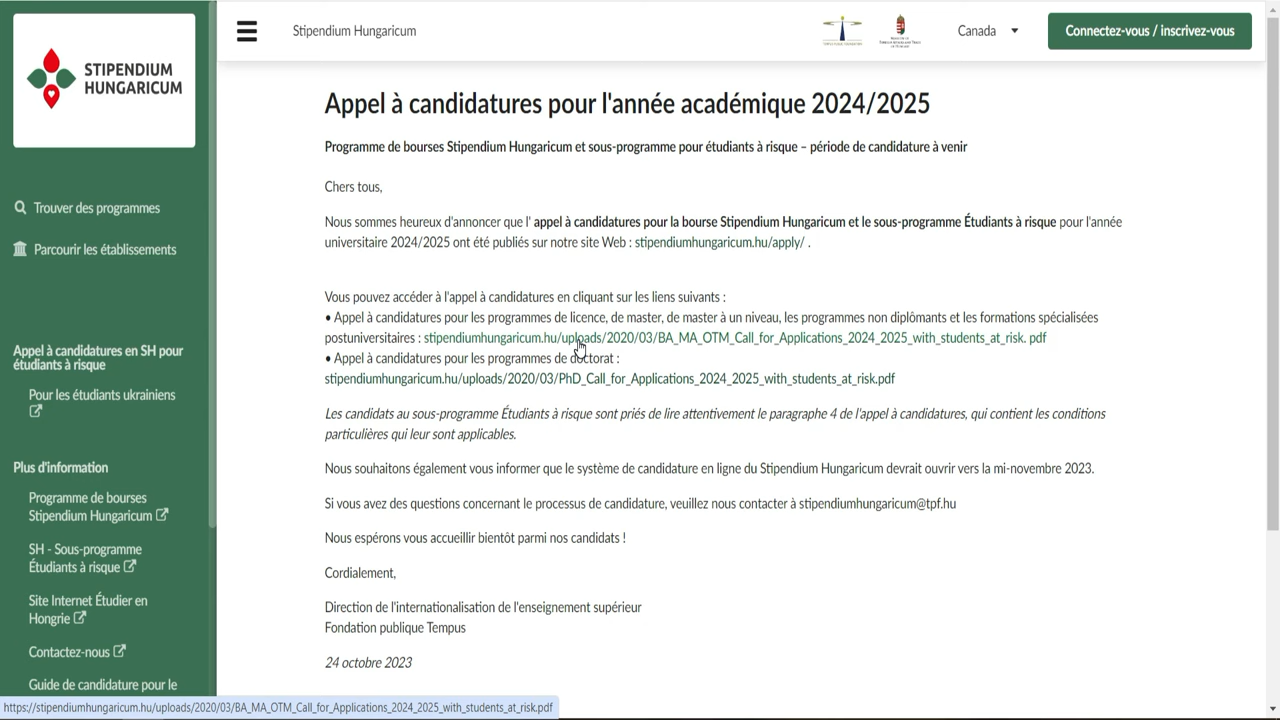 STIPENDIUM
HUNGARICUM
Stipendium Hungaricum
Canada
Connectez-vous / inscrivez-vous
Trouver des programmes
Parcourir les établissements
Appel à candidatures en SH pour
étudiants à risque
Pour les étudiants ukrainiens
Plus d'information
Programme de bourses
Stipendium Hungaricum
SH - Sous-programme
Étudiants à risque
Site Internet Étudier en
Hongrie
Contactez-nous
Guide de candidature pour le
Appel à candidatures pour l'année académique 2024/2025
Programme de bourses Stipendium Hungaricum et sous-programme pour étudiants à risque – période de candidature à venir
Chers tous,
Nous sommes heureux d'annoncer que l' appel à candidatures pour la bourse Stipendium Hungaricum et le sous-programme Étudiants à risque pour l'année
universitaire 2024/2025 ont été publiés sur notre site Web : stipendiumhungaricum.hu/apply/ .
Vous pouvez accéder à l'appel à candidatures en cliquant sur les liens suivants :
• Appel à candidatures pour les programmes de licence, de master, de master à un niveau, les programmes non diplômants et les formations spécialisées
postuniversitaires : stipendiumhungaricum.hu/uploads/2020/03/BA_MA_OTM_Call_for_Applications_2024_2025_with_students_at_risk. pdf
• Appel à candidatures pour les programmes de doctorat :
stipendiumhungaricum.hu/uploads/2020/03/PhD_Call_for_Applications_2024_2025_with_students_at_risk.pdf
Les candidats au sous-programme Étudiants à risque sont priés de lire attentivement le paragraphe 4 de l'appel à candidatures, qui contient les conditions
particulières qui leur sont applicables.
Nous souhaitons également vous informer que le système de candidature en ligne du Stipendium Hungaricum devrait ouvrir vers la mi-novembre 2023.
Si vous avez des questions concernant le processus de candidature, veuillez nous contacter à stipendiumhungaricum@tpf.hu
Nous espérons vous accueillir bientôt parmi nos candidats !
Cordialement,
Direction de l'internationalisation de l'enseignement supérieur
Fondation publique Tempus
24 octobre 2023
https://stipendiumhungaricum.hu/uploads/2020/03/BA_MA_OTM_Call_for_Applications_2024_2025_with_students_at_risk.pdf